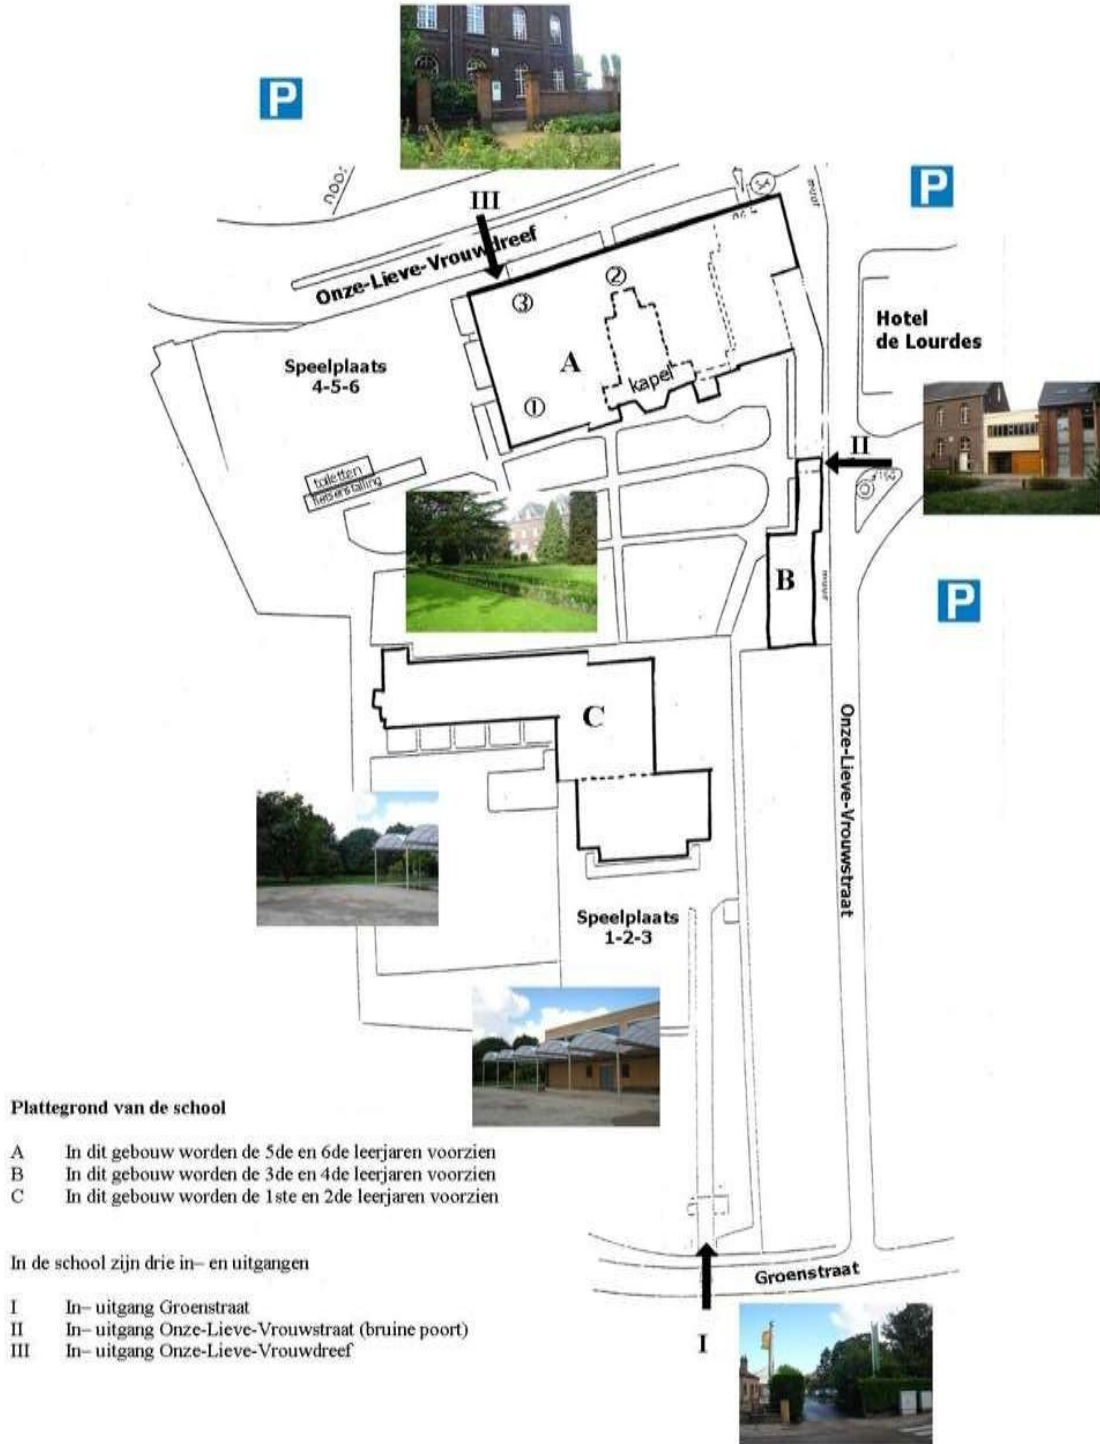 P
III
P
Onze-Lieve-Vrouwdreef
muur
2
3
Hotel
de Lourdes
Speelplaats
4-5-6
A
kapel
1
II
toiletten
fietsenstalling
B
muur
P
C
Onze-Lieve-Vrouwstraat
Speelplaats
1-2-3
Plattegrond van de school
A In dit gebouw worden de 5de en 6de leerjaren voorzien
B In dit gebouw worden de 3de en 4de leerjaren voorzien
C In dit gebouw worden de 1ste en 2de leerjaren voorzien
In de school zijn drie in– en uitgangen
Groenstraat
I In– uitgang Groenstraat
II In– uitgang Onze-Lieve-Vrouwstraat (bruine poort)
III In– uitgang Onze-Lieve-Vrouwdreef
I